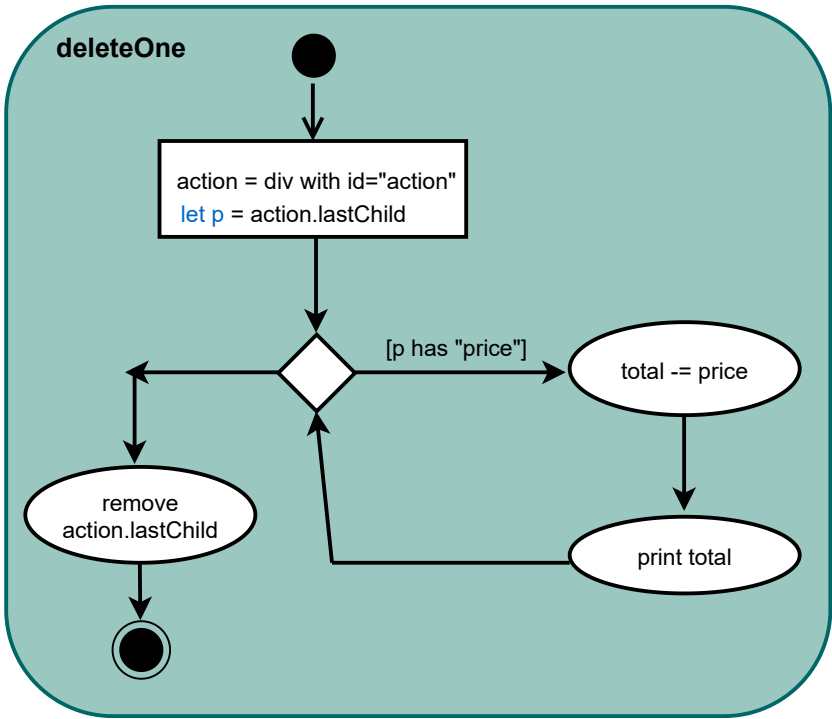 deleteOne
action = div with id="action"
let p = action.lastChild
[p has "price"]
total -= price
remove
action.lastChild
print total